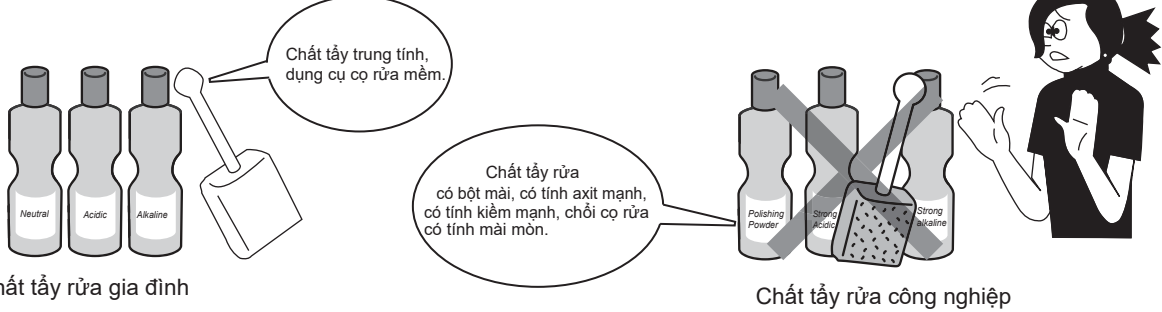 Chất tẩy trung tính,
dụng cụ cọ rửa mềm.
Neutral
Acidic
Alkaline
hất tẩy rửa gia đình
Chất tẩy rửa
có bột mài, có tính axit mạnh,
có tính kiềm mạnh, chổi cọ rửa
có tính mài mòn.
Polishing
Powder
Strong
Acidic
Strong
alkaline
Chất tẩy rửa công nghiệp